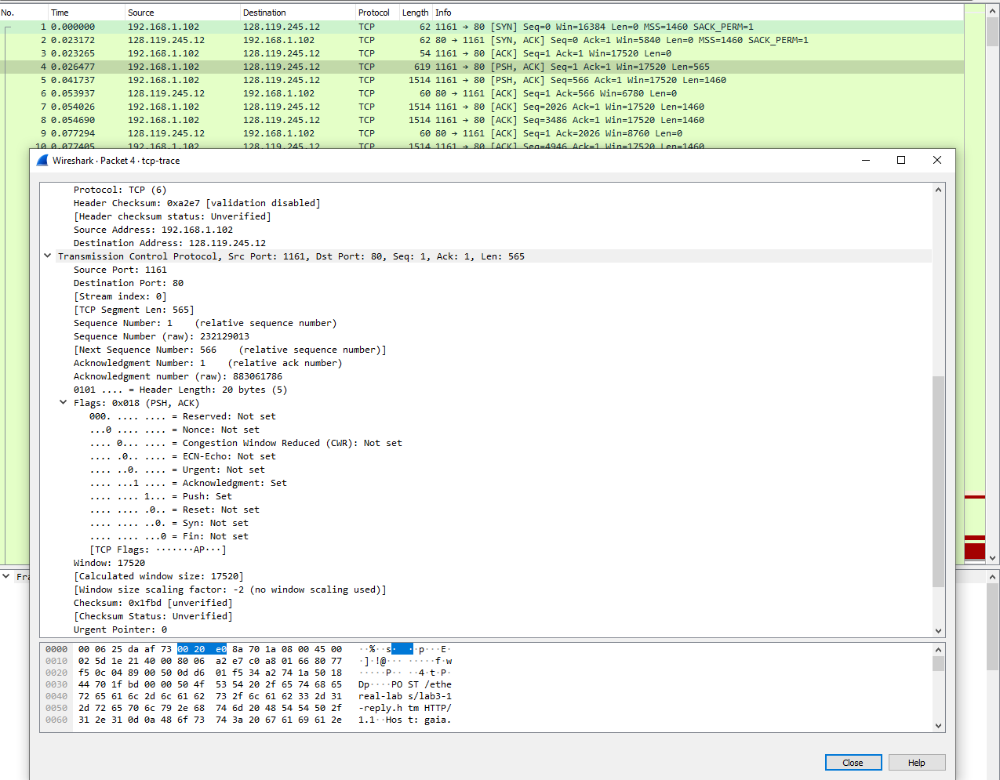 No. Time Source Destination Protocol Length Info
1 0.000000 192.168.1.102 128.119.245.12 TCP 62 1161 → 80 [SYN] Seq=0 Win=16384 Len=0 MSS=1460 SACK_PERM=1
2 0.023172 128.119.245.12 192.168.1.102 TCP 62 80 → 1161 [SYN, ACK] Seq=0 Ack=1 Win=5840 Len=0 MSS=1460 SACK_PERM=1
3 0.023265 192.168.1.102 128.119.245.12 TCP 54 1161 → 80 [ACK] Seq=1 Ack=1 Win=17520 Len=0
4 0.026477 192.168.1.102 128.119.245.12 TCP 619 1161 → 80 [PSH, ACK] Seq=1 Ack=1 Win=17520 Len=565
5 0.041737 192.168.1.102 128.119.245.12 TCP 1514 1161 → 80 [PSH, ACK] Seq=566 Ack=1 Win=17520 Len=1460
6 0.053937 128.119.245.12 192.168.1.102 TCP 60 80 → 1161 [ACK] Seq=1 Ack=566 Win=6780 Len=0
7 0.054026 192.168.1.102 128.119.245.12 TCP 1514 1161 → 80 [ACK] Seq=2026 Ack=1 Win=17520 Len=1460
8 0.054690 192.168.1.102 128.119.245.12 TCP 1514 1161 → 80 [ACK] Seq=3486 Ack=1 Win=17520 Len=1460
9 0.077294 128.119.245.12 192.168.1.102 TCP 60 80 → 1161 [ACK] Seq=1 Ack=2026 Win=8760 Len=0
10 0.077405 192.168.1.102 128.119.245.12 TCP 1514 1161 → 80 [ACK] Seq=4946 Ack=1 Win=17520 Len=1460
Wireshark · Packet 4 · tcp-trace
Protocol: TCP (6)
Header Checksum: 0xa2e7 [validation disabled]
[Header checksum status: Unverified]
Source Address: 192.168.1.102
Destination Address: 128.119.245.12
Transmission Control Protocol, Src Port: 1161, Dst Port: 80, Seq: 1, Ack: 1, Len: 565
Source Port: 1161
Destination Port: 80
[Stream index: 0]
[TCP Segment Len: 565]
Sequence Number: 1 (relative sequence number)
Sequence Number (raw): 232129013
[Next Sequence Number: 566 (relative sequence number)]
Acknowledgment Number: 1 (relative ack number)
Acknowledgment number (raw): 883061786
0101 .... = Header Length: 20 bytes (5)
Flags: 0x018 (PSH, ACK)
000. .... .... = Reserved: Not set
...0 .... .... = Nonce: Not set
.... 0... .... = Congestion Window Reduced (CWR): Not set
.... .0.. .... = ECN-Echo: Not set
.... ..0. .... = Urgent: Not set
.... ...1 .... = Acknowledgment: Set
.... .... 1... = Push: Set
.... .... .0.. = Reset: Not set
.... .... ..0. = Syn: Not set
.... .... ...0 = Fin: Not set
[TCP Flags: ·······AP···]
Window: 17520
[Calculated window size: 17520]
[Window size scaling factor: -2 (no window scaling used)]
Checksum: 0x1fbd [unverified]
[Checksum Status: Unverified]
Urgent Pointer: 0
Fra
0000 00 06 25 da af 73 00 20 e0 8a 70 1a 08 00 45 00 ··%··s· ··p···E·
0010 02 5d 1e 21 40 00 80 06 a2 e7 c0 a8 01 66 80 77 ·]·!@··· ·····f·w
0020 f5 0c 04 89 00 50 0d d6 01 f5 34 a2 74 1a 50 18 ·····P·· ··4·t·P·
0030 44 70 1f bd 00 00 50 4f 53 54 20 2f 65 74 68 65 Dp····PO ST /ethe
0040 72 65 61 6c 2d 6c 61 62 73 2f 6c 61 62 33 2d 31 real-lab s/lab3-1
0050 2d 72 65 70 6c 79 2e 68 74 6d 20 48 54 54 50 2f -reply.h tm HTTP/
0060 31 2e 31 0d 0a 48 6f 73 74 3a 20 67 61 69 61 2e 1.1··Hos t: gaia.
Close Help